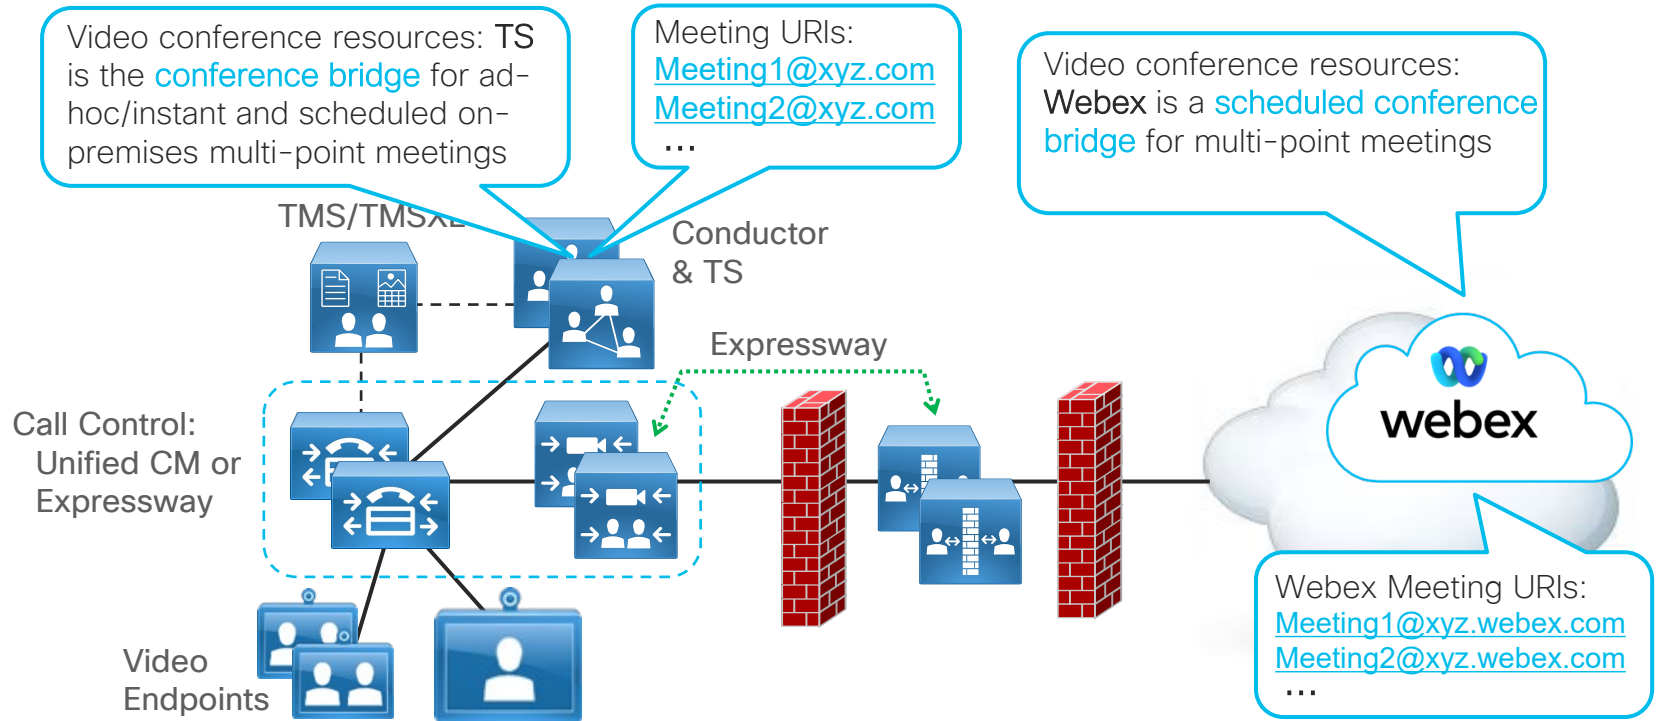 Video conference resources: TS
is the conference bridge for ad-
hoc/instant and scheduled on-
premises multi-point meetings
Meeting URIs:
Meeting1@xyz.com
Meeting2@xyz.com
...
Video conference resources:
Webex is a scheduled conference
bridge for multi-point meetings
TMS/TMSXE
Conductor
& TS
Expressway
Call Control:
Unified CM or
Expressway
webex
Video
Endpoints
Webex Meeting URIs:
Meeting1@xyz.webex.com
Meeting2@xyz.webex.com
...